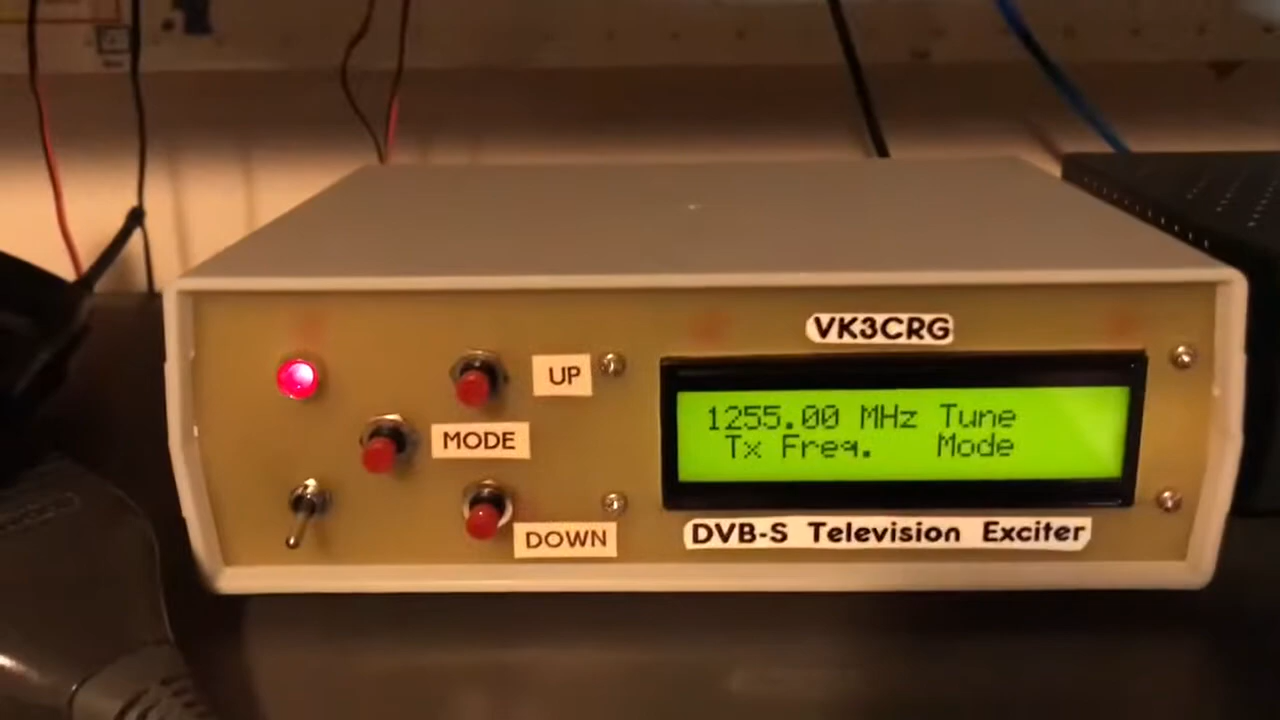 VK3CRG
UP
MODE
DOWN
1255.00 MHz Tune
Tx Freq. Mode
DVB-S Television Exciter